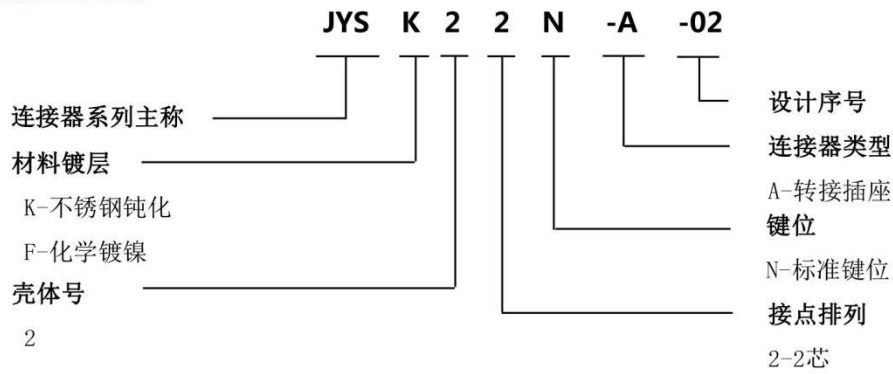 JYS K 2 2 N -A -02
连接器系列主称
材料镀层
K-不锈钢钝化
F-化学镀镍
壳体号
2
设计序号
连接器类型
A-转接插座
键位
N-标准键位
接点排列
2-2芯